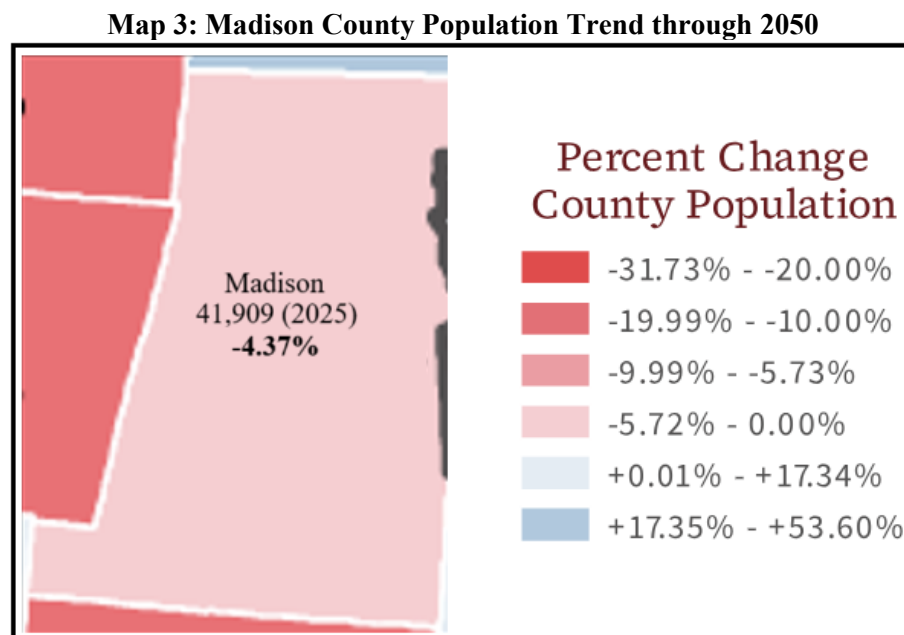 Map 3: Madison County Population Trend through 2050
Madison
41,909 (2025)
-4.37%
Percent Change
County Population
-31.73% - -20.00%
-19.99% - -10.00%
-9.99% - -5.73%
-5.72% - 0.00%
+0.01% - +17.34%
+17.35% - +53.60%